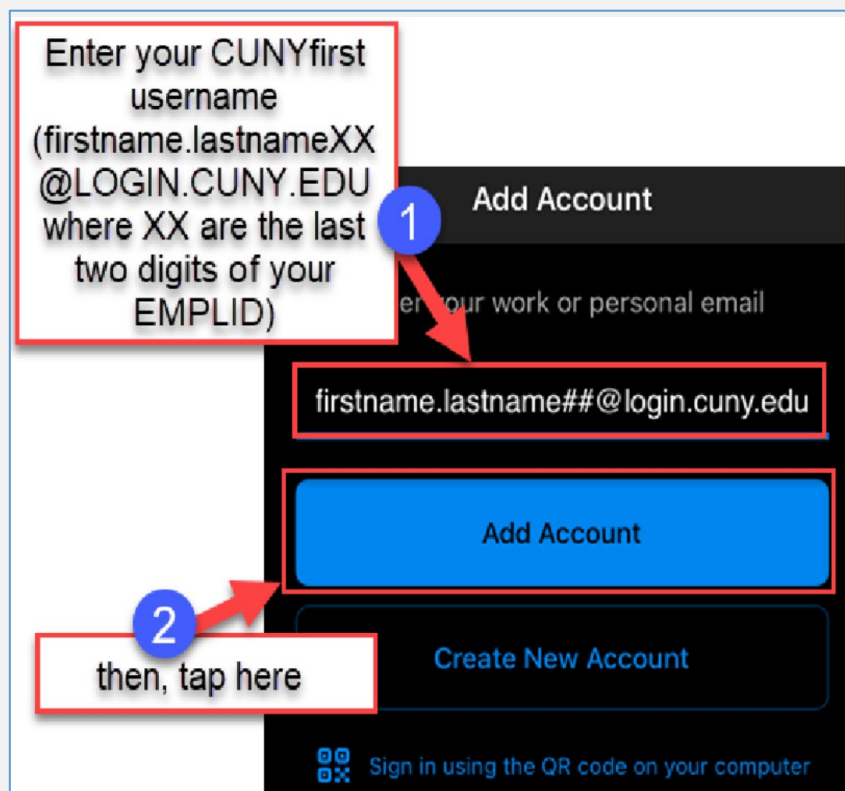 Enter your CUNYfirst
username
(firstname.lastnameXX
@LOGIN.CUNY.EDU
where XX are the last
two digits of your
EMPLID)
1
Add Account
your work or personal email
firstname.lastname##@login.cuny.edu
Add Account
2
then, tap here
Create New Account
Sign in using the QR code on your computer